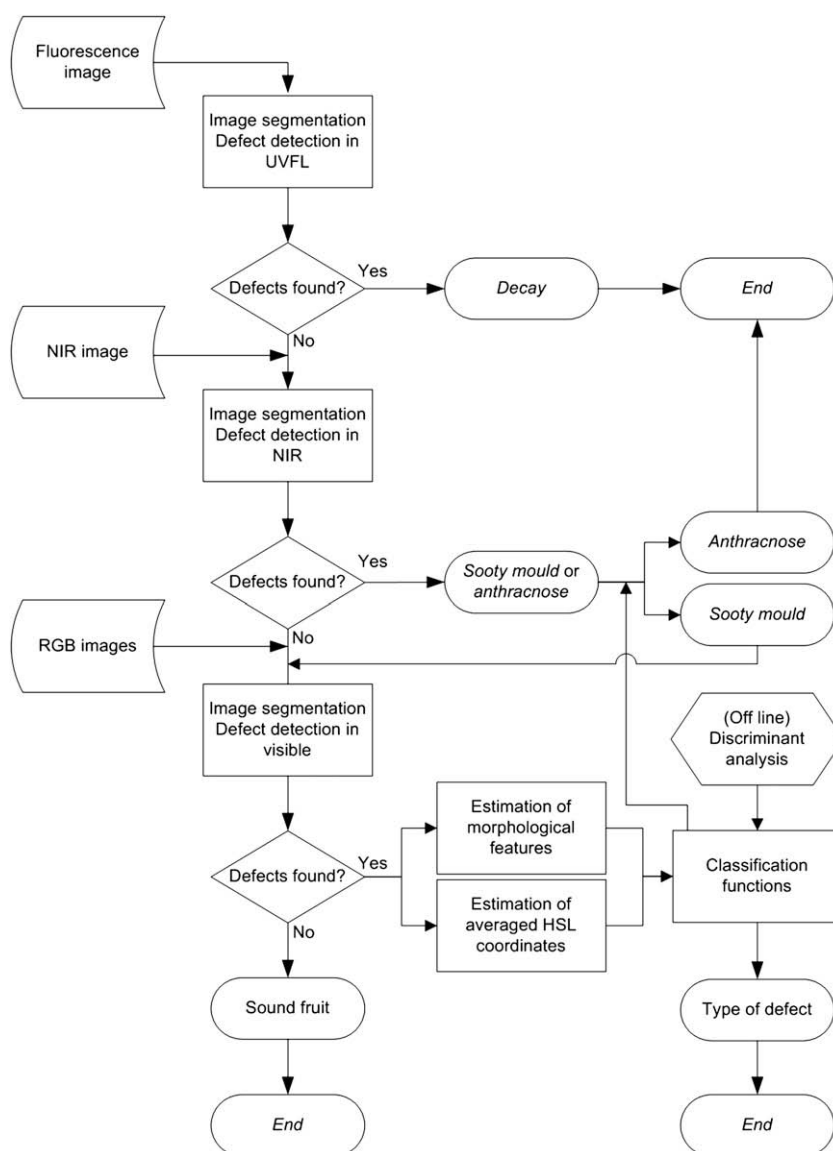 Fluorescence
image
Image segmentation
Defect detection in
UVFL
Defects found?
Yes
Decay
End
No
NIR image
Image segmentation
Defect detection in
NIR
Defects found?
Yes
Sooty mould or
anthracnose
Anthracnose
Sooty mould
No
RGB images
Image segmentation
Defect detection in
visible
(Off line)
Discriminant
analysis
Defects found?
Yes
Estimation of
morphological
features
Estimation of
averaged HSL
coordinates
Classification
functions
No
Sound fruit
Type of defect
End
End